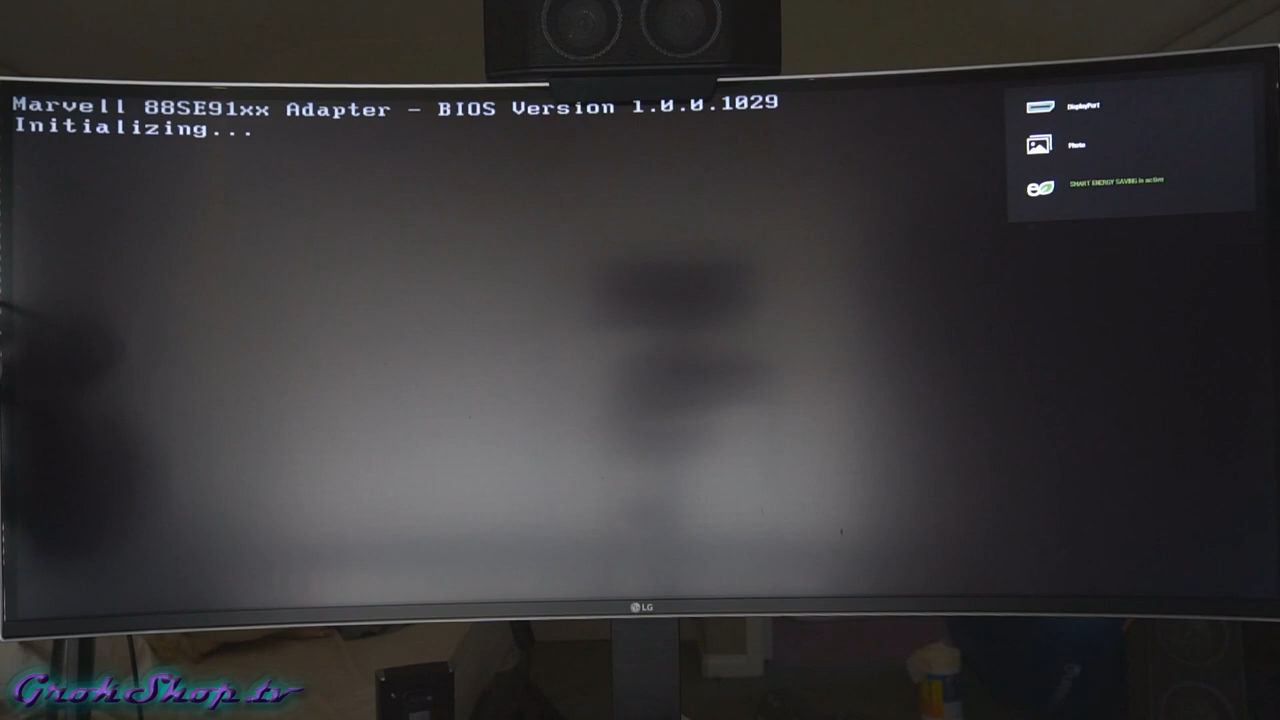 Marvell 88SE91xx Adapter - BIOS Version 1.0.0.1029
Initializing...
DisplayPort
Photo
SMART ENERGY SAVING is active
LG
GrokShop.tv